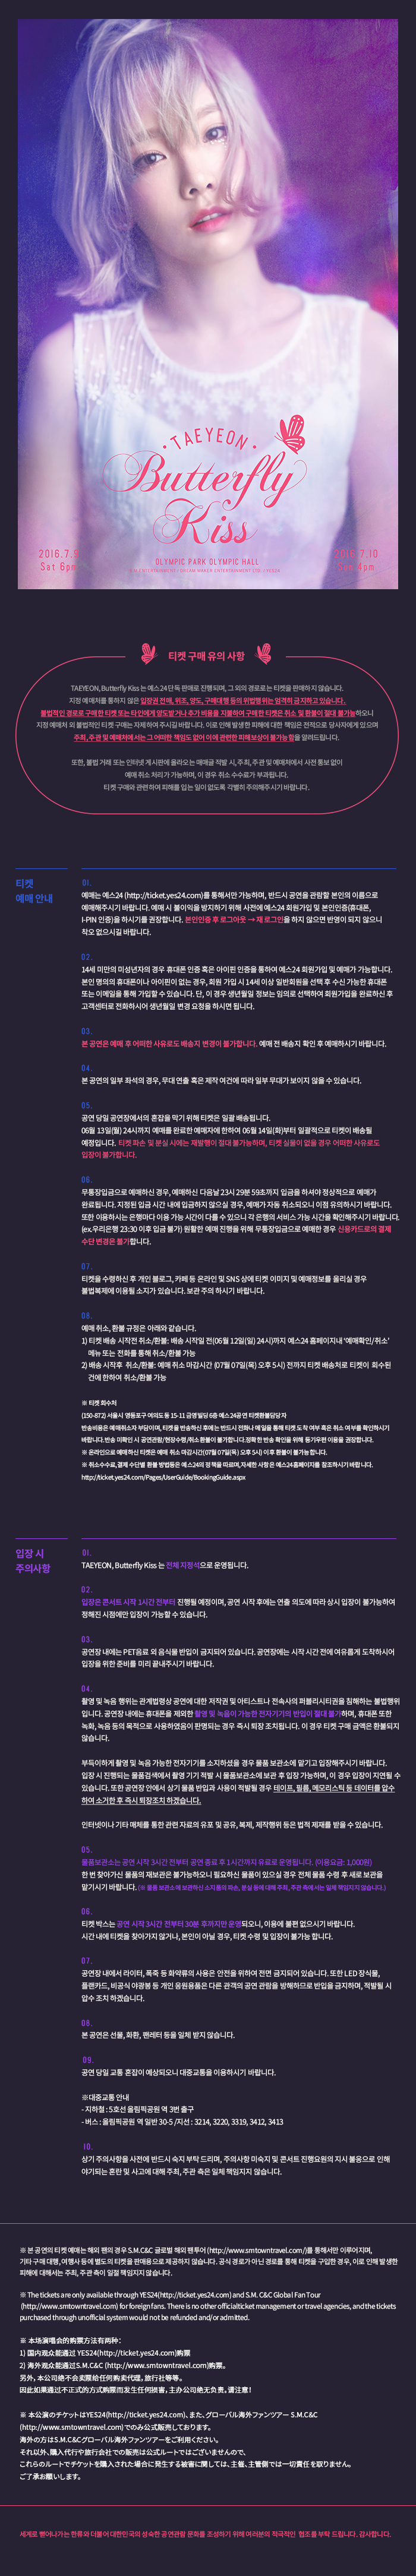 TAEYEON
Butterfly
Kiss
2016.7.9
Sat 6pm
OLYMPIC PARK OLYMPIC HALL
7.10
4pm
티켓 구매 유의 사항
TAEYEON, Butterfly Kiss 는 예스24 단독 판매로 진행되며, 그 외의 경로로는 티켓을 판매하지 않습니다.
지정 예매처를 통하지 않은 입장권 전매, 위조, 양도, 구매대행 등의 위법행위는 엄격히 금지하고 있습니다.
불법적인 경로로 구매한 티켓 또는 타인에게 양도받거나 추가 비용을 지불하여 구매한 티켓은 취소 및 환불이 절대 불가능하오니
지정 예매처 외 불법적인 티켓 구매는 자제하여 주시길 바랍니다. 이로 인해 발생한 피해에 대한 책임은 전적으로 당사자에게 있으며
주최, 주관 및 예매처에서는 그 어떠한 책임도 없어 이에 관련한 피해 보상이 불가능함을 알려드립니다.
또한, 불법 거래 또는 인터넷 게시판에 올라오는 매매글 적발 시, 주최, 주관 및 예매처에서 사전 통보 없이
예매 취소 처리가 가능하며, 이 경우 취소 수수료가 부과됩니다.
티켓 구매와 관련하여 피해를 입는 일이 없도록 각별히 주의해주시기 바랍니다.
티켓
예매 안내
01.
예매는 예스24 (http://ticket.yes24.com)를 통해서만 가능하며, 반드시 공연을 관람할 본인의 이름으로
예매해주시기 바랍니다. 예매 시 불이익을 방지하기 위해 사전에 예스24 회원가입 및 본인인증(휴대폰,
I-PIN 인증)을 하시기를 권장합니다. 본인인증 후 로그아웃 → 재 로그인을 하지 않으면 반영이 되지 않으니
착오 없으시길 바랍니다.
02.
14세 미만의 미성년자의 경우 휴대폰 인증 혹은 아이핀 인증을 통하여 예스24 회원가입 및 예매가 가능합니다.
본인 명의의 휴대폰이나 아이핀이 없는 경우, 회원 가입 시 14세 이상 일반회원을 선택 후 수신 가능한 휴대폰
또는 이메일을 통해 가입할 수 있습니다. 단, 이 경우 생년월일 정보는 임의로 선택하여 회원가입을 완료하신 후
고객센터로 전화하시어 생년월일 변경 요청을 하시면 됩니다.
03.
본 공연은 예매 후 어떠한 사유로도 배송지 변경이 불가합니다. 예매 전 배송지 확인 후 예매하시기 바랍니다.
04.
본 공연의 일부 좌석의 경우, 무대 연출 혹은 제작 여건에 따라 일부 무대가 보이지 않을 수 있습니다.
05.
공연 당일 공연장에서의 혼잡을 막기 위해 티켓은 일괄 배송됩니다.
06월 13일(월) 24시까지 예매를 완료한 예매자에 한하여 06월 14일(화)부터 일괄적으로 티켓이 배송될
예정입니다. 티켓 파손 및 분실 시에는 재발행이 절대 불가능하며, 티켓 실물이 없을 경우 어떠한 사유로도
입장이 불가합니다.
06.
무통장입금으로 예매하신 경우, 예매하신 다음날 23시 29분 59초까지 입금을 하셔야 정상적으로 예매가
완료됩니다. 지정된 입금 시간 내에 입금하지 않으실 경우, 예매가 자동 취소되오니 이점 유의하시기 바랍니다.
또한 이용하시는 은행마다 이용 가능 시간이 다를 수 있으니 각 은행의 서비스 가능 시간을 확인해주시기 바랍니다.
(ex.우리은행 23:30 이후 입금 불가) 원활한 예매 진행을 위해 무통장입금으로 예매한 경우 신용카드로의 결제
수단 변경은 불가합니다.
07.
티켓을 수령하신 후 개인 블로그, 카페 등 온라인 및 SNS 상에 티켓 이미지 및 예매정보를 올리실 경우
불법복제에 이용될 소지가 있습니다. 보관 주의 하시기 바랍니다.
08.
예매 취소, 환불 규정은 아래와 같습니다.
1) 티켓 배송 시작전 취소/환불: 배송 시작일 전(06월 12일(일) 24시)까지 예스24 홈페이지내 '예매확인/취소'
메뉴 또는 전화를 통해 취소/환불 가능
2) 배송 시작후 취소/환불: 예매 취소 마감시간 (07월 07일(목) 오후 5시) 전까지 티켓 배송처로 티켓이 회수된
건에 한하여 취소/환불 가능
※ 티켓 회수처
(150-872) 서울시 영등포구 여의도동 15-11 금영빌딩 6층 예스24공연 티켓환불담당자
반송비용은 예매취소자 부담이며, 티켓을 반송하신 후에는 반드시 전화나 메일을 통해 티켓 도착 여부 혹은 취소 여부를 확인하시기
바랍니다.반송 미확인 시 공연관람/현장수령/취소.환불이 불가합니다.정확한 반송 확인을 위해 등기우편 이용을 권장합니다.
※ 온라인으로 예매하신 티켓은 예매 취소 마감시간(07월 07일(목) 오후 5시) 이후 환불이 불가능합니다.
※ 취소수수료,결제 수단별 환불 방법등은 예스24의 정책을 따르며,자세한 사항은 예스24홈페이지를 참조하시기 바랍니다.
http://ticket.yes24.com/Pages/UserGuide/BookingGuide.aspx
입장 시
주의사항
01.
TAEYEON, Butterfly Kiss 는 전체 지정석으로 운영됩니다.
02.
입장은 콘서트 시작 1시간 전부터 진행될 예정이며, 공연 시작 후에는 연출 의도에 따라 상시 입장이 불가능하여
정해진 시점에만 입장이 가능할 수 있습니다.
03.
공연장 내에는 PET음료 외 음식물 반입이 금지되어 있습니다. 공연장에는 시작 시간 전에 여유롭게 도착하시어
입장을 위한 준비를 미리 끝내주시기 바랍니다.
04.
촬영 및 녹음 행위는 관계법령상 공연에 대한 저작권 및 아티스트나 전속사의 퍼블리시티권을 침해하는 불법행위
입니다. 공연장 내에는 휴대폰을 제외한 촬영 및 녹음이 가능한 전자기기의 반입이 절대 불가하며, 휴대폰 또한
녹화, 녹음 등의 목적으로 사용하였음이 판명되는 경우 즉시 퇴장 조치됩니다. 이 경우 티켓 구매 금액은 환불되지
않습니다.
부득이하게 촬영 및 녹음 가능한 전자기기를 소지하셨을 경우 물품 보관소에 맡기고 입장해주시기 바랍니다.
입장 시 진행되는 물품검색에서 촬영 기기 적발 시 물품보관소에 보관 후 입장 가능하며, 이 경우 입장이 지연될 수
있습니다. 또한 공연장 안에서 상기 물품 반입과 사용이 적발될 경우 테이프, 필름, 메모리스틱 등 데이터를 압수
하여 소거한 후 즉시 퇴장조치 하겠습니다.
인터넷이나 기타 매체를 통한 관련 자료의 유포 및 공유, 복제, 제작행위 등은 법적 제재를 받을 수 있습니다.
05.
물품보관소는 공연 시작 3시간 전부터 공연 종료 후 1시간까지 유료로 운영됩니다. (이용요금: 1,000원)
한 번 찾아가신 물품의 재보관은 불가능하오니 필요하신 물품이 있으실 경우 전체 물품 수령 후 새로 보관을
맡기시기 바랍니다. (※ 물품 보관소에 보관하신 소지품의 파손, 분실 등에 대해 주최, 주관 측에서는 일체 책임지지 않습니다.)
06.
티켓 박스는 공연 시작 3시간 전부터 30분 후까지만 운영되오니, 이용에 불편 없으시기 바랍니다.
시간 내에 티켓을 찾아가지 않거나, 본인이 아닐 경우, 티켓 수령 및 입장이 불가능 합니다.
07.
공연장 내에서 라이터, 폭죽 등 화약류의 사용은 안전을 위하여 전면 금지되어 있습니다. 또한 LED 장식물,
플랜카드, 비공식 야광봉 등 개인 응원용품은 다른 관객의 공연 관람을 방해하므로 반입을 금지하며, 적발될 시
압수 조치 하겠습니다.
08.
본 공연은 선물, 화환, 팬레터 등을 일체 받지 않습니다.
09.
공연 당일 교통 혼잡이 예상되오니 대중교통을 이용하시기 바랍니다.
※대중교통 안내
- 지하철 : 5호선 올림픽공원 역 3번 출구
- 버스 : 올림픽공원 역 일반 30-5 /지선 : 3214, 3220, 3319, 3412, 3413
10.
상기 주의사항을 사전에 반드시 숙지 부탁 드리며, 주의사항 미숙지 및 콘서트 진행요원의 지시 불응으로 인해
야기되는 혼란 및 사고에 대해 주최, 주관 측은 일체 책임지지 않습니다.
※ 본 공연의 티켓 예매는 해외 팬의 경우 S.M.C&C 글로벌 해외 팬투어 (http://www.smtowntravel.com/)를 통해서만 이루어지며,
기타 구매 대행, 여행사 등에 별도의 티켓을 판매용으로 제공하지 않습니다. 공식 경로가 아닌 경로를 통해 티켓을 구입한 경우, 이로 인해 발생한
피해에 대해서는 주최, 주관 측이 일절 책임지지 않습니다.
※ The tickets are only available through YES24(http://ticket.yes24.com) and S.M. C&C Global Fan Tour
(http://www.smtowntravel.com) for foreign fans. There is no other officialticket management or travel agencies, and the tickets
purchased through unofficial system would not be refunded and/or admitted.
※ 本场演唱会的购票方法有两种：
1) 国内观众能通过 YES24(http://ticket.yes24.com)购票
2) 海外观众能通过S.M.C&C (http://www.smtowntravel.com)购票。
另外，本公司绝不会卖票给任何购卖代理，旅行社等等。
因此如果通过不正式的方式购票而发生任何损害，主办公司绝无负责。请注意！
※ 本公演のチケットはYES24(http://ticket.yes24.com)、また、グローバル海外ファンツアー S.M.C&C
(http://www.smtowntravel.com)でのみ公式販売しております。
海外の方はS.M.C&Cグローバル海外ファンツアーをご利用ください。
それ以外、購入代行や旅行会社での販売は公式ルートではございませんので、
これらのルートでチケットを購入された場合に発生する被害に関しては、主催、主管側では一切責任を取りません。
ご了承お願いします。
세계로 뻗어나가는 한류와 더불어 대한민국의 성숙한 공연관람 문화를 조성하기 위해 여러분의 적극적인 협조를 부탁 드립니다. 감사합니다.